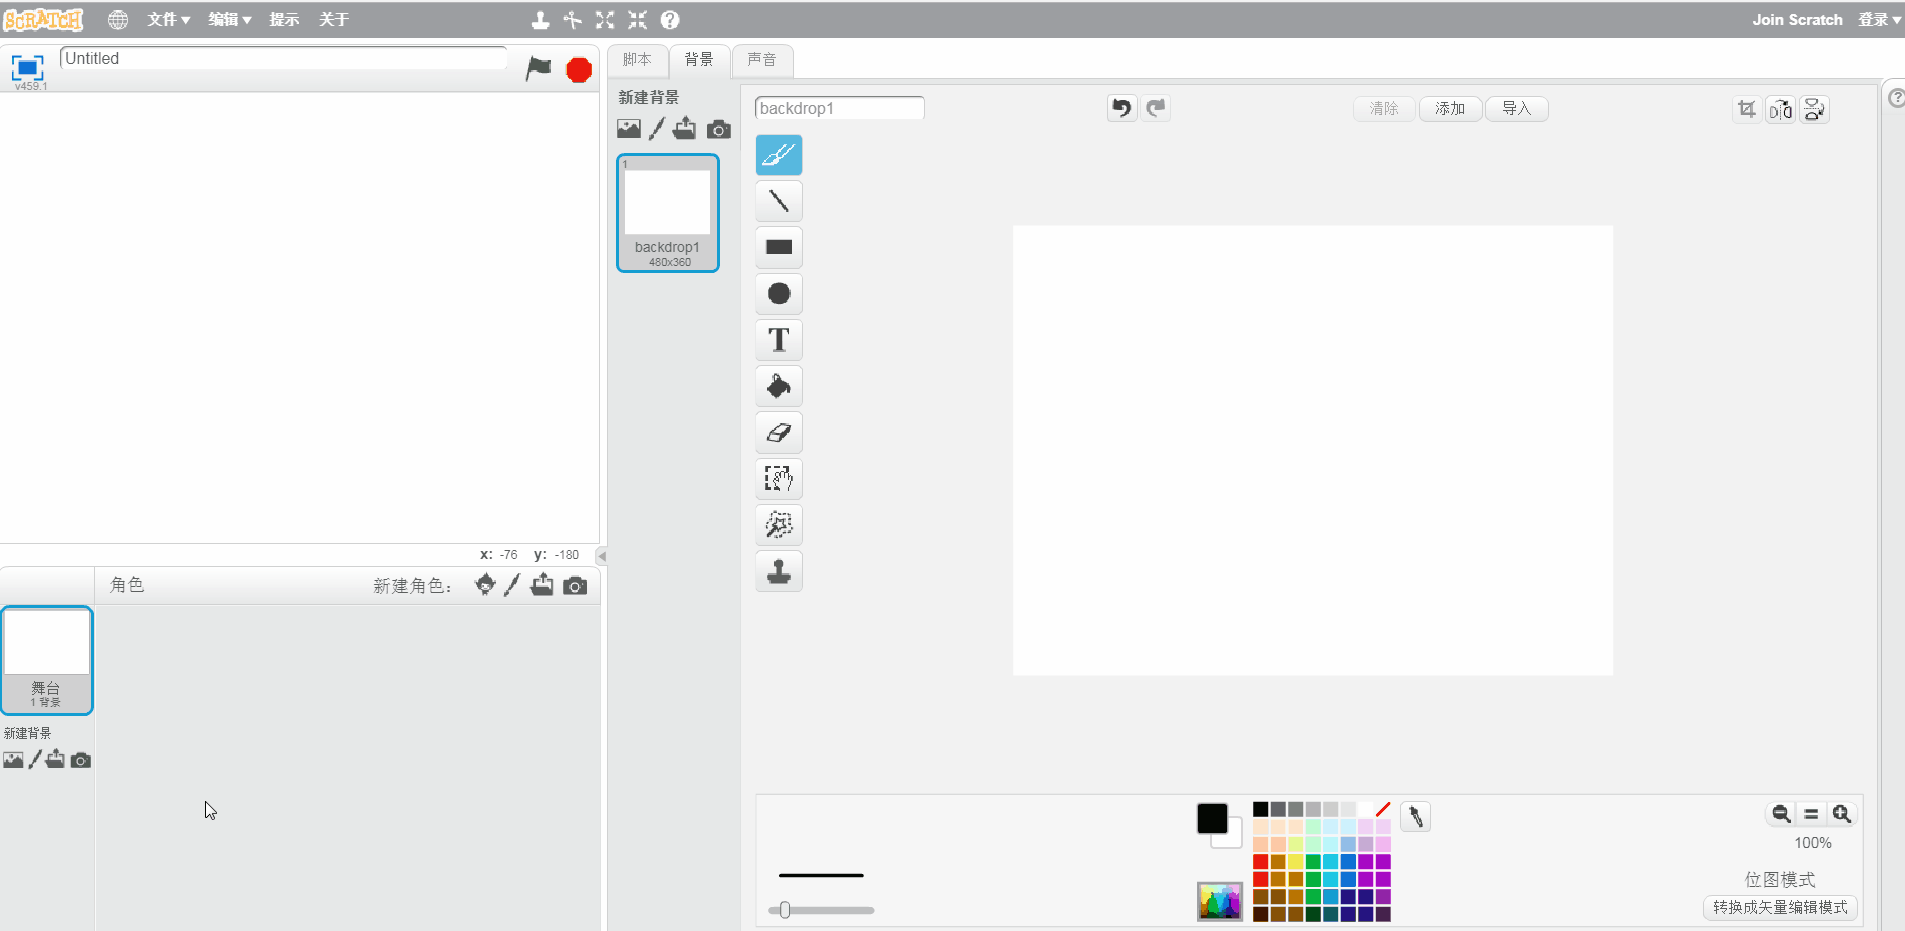 SCRATCH 文件▼ 编辑▼ 提示 关于 Join Scratch 登录▼
Untitled
v459.1
脚本 背景 声音
新建背景
backdrop1
清除 添加 导入
1
backdrop1
480x360
T
x: -76 y: -180
角色 新建角色：
舞台
1 背景
新建背景
100%
位图模式
转换成矢量编辑模式